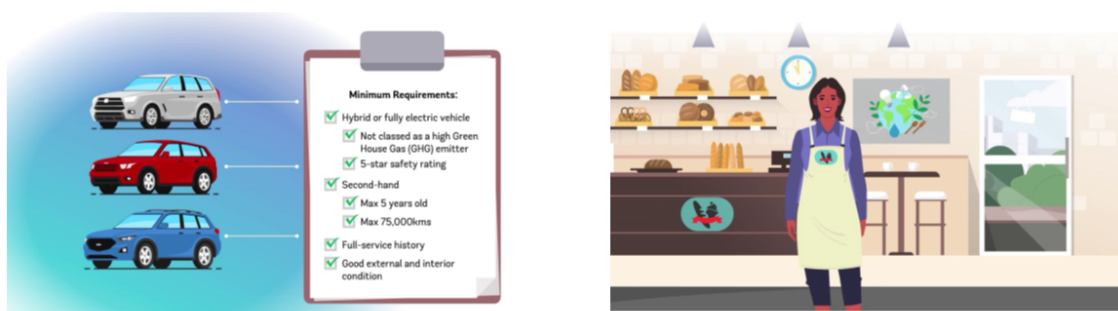 Minimum Requirements:
Hybrid or fully electric vehicle
Not classed as a high Green
House Gas (GHG) emitter
5-star safety rating
Second-hand
Max 5 years old
Max 75,000kms
Full-service history
Good external and interior
condition